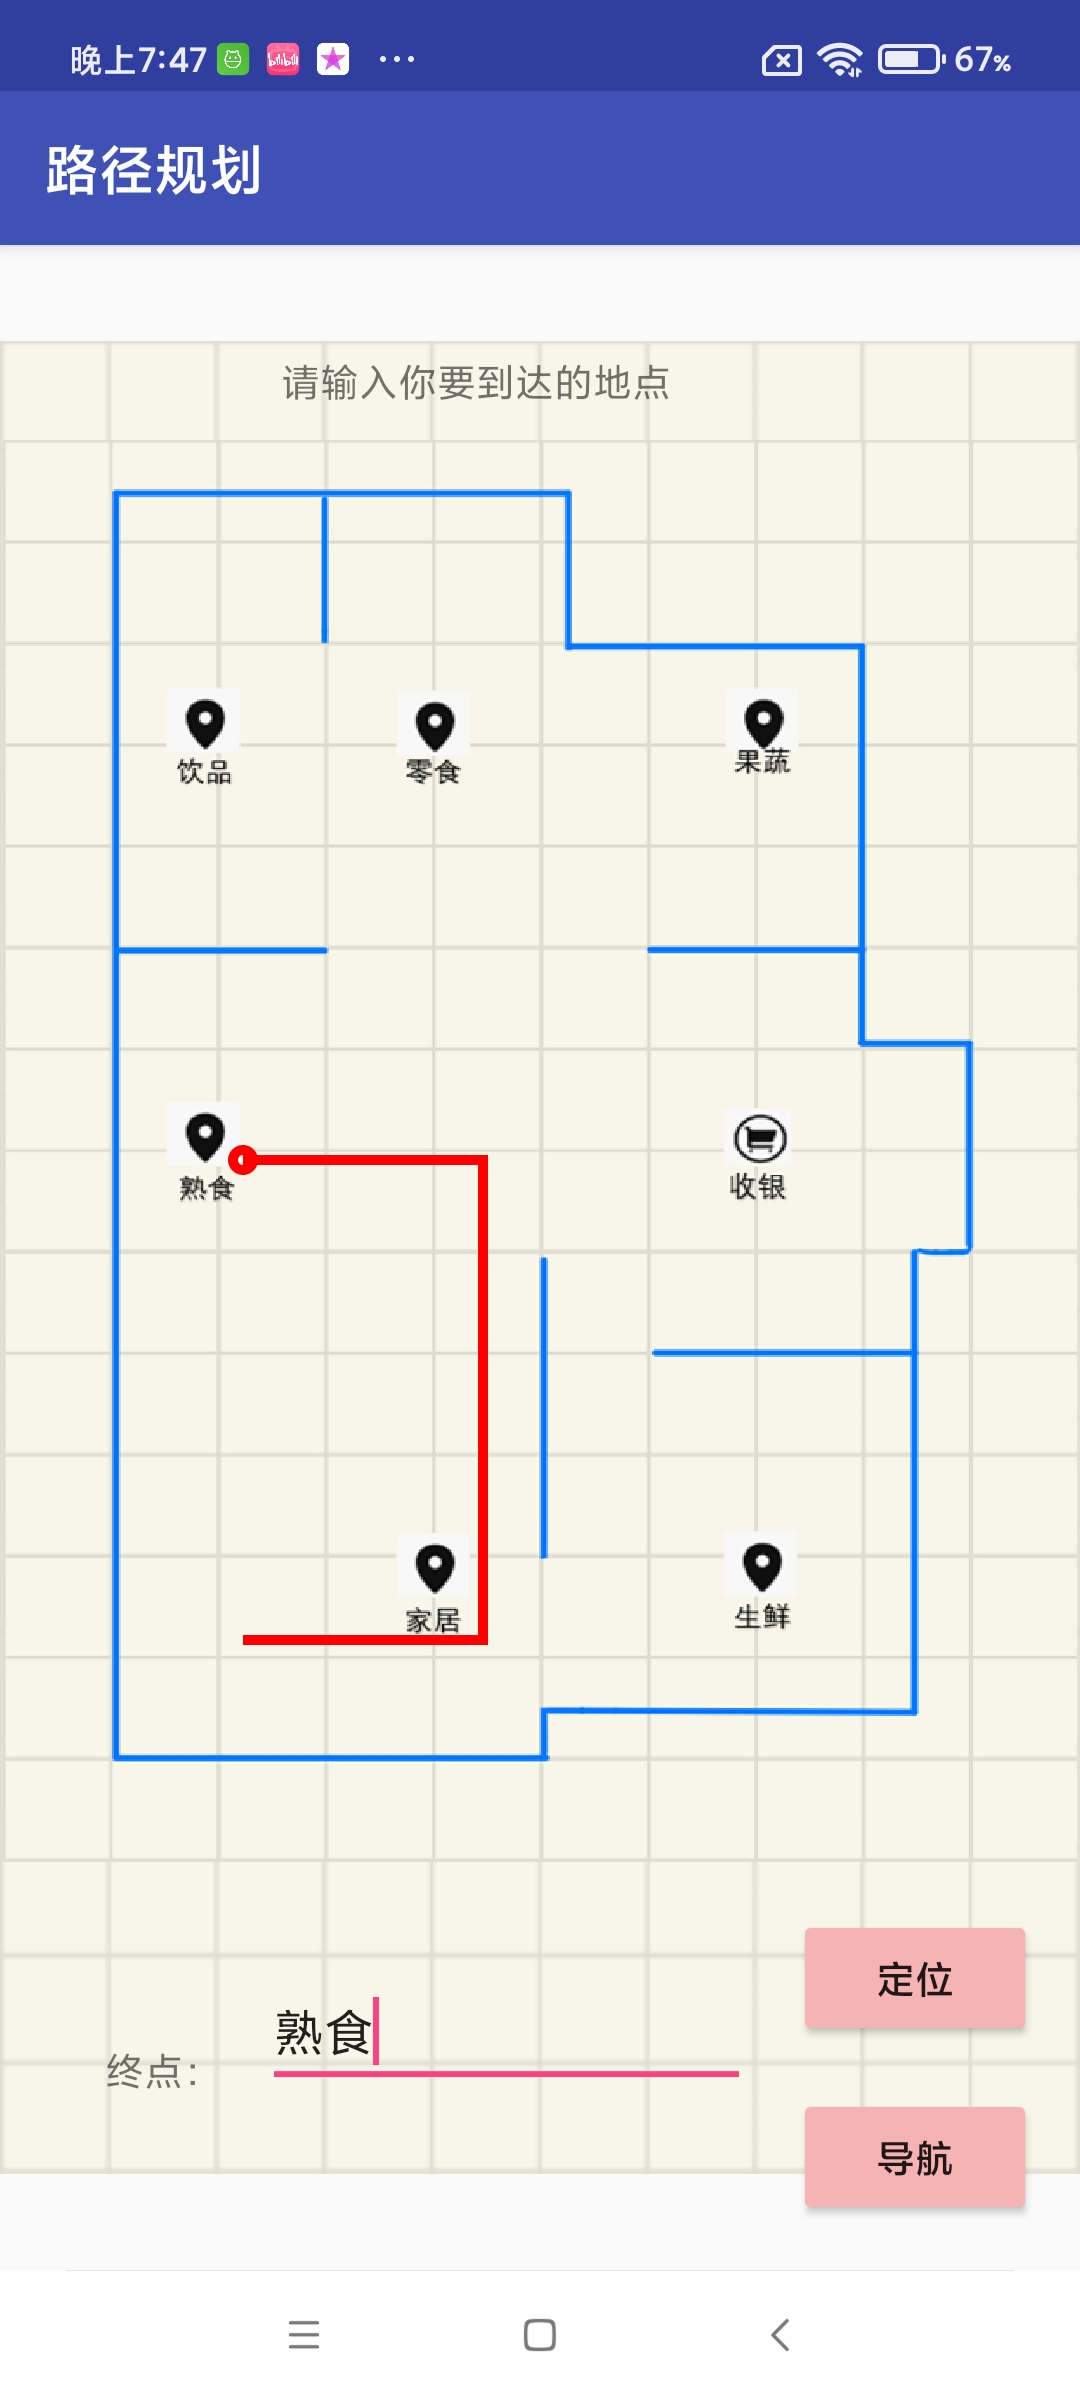 晚上7:47
67%
路径规划
请输入你要到达的地点
饮品
零食
果蔬
熟食
收银
家居
生鲜
定位
熟食
终点:
导航